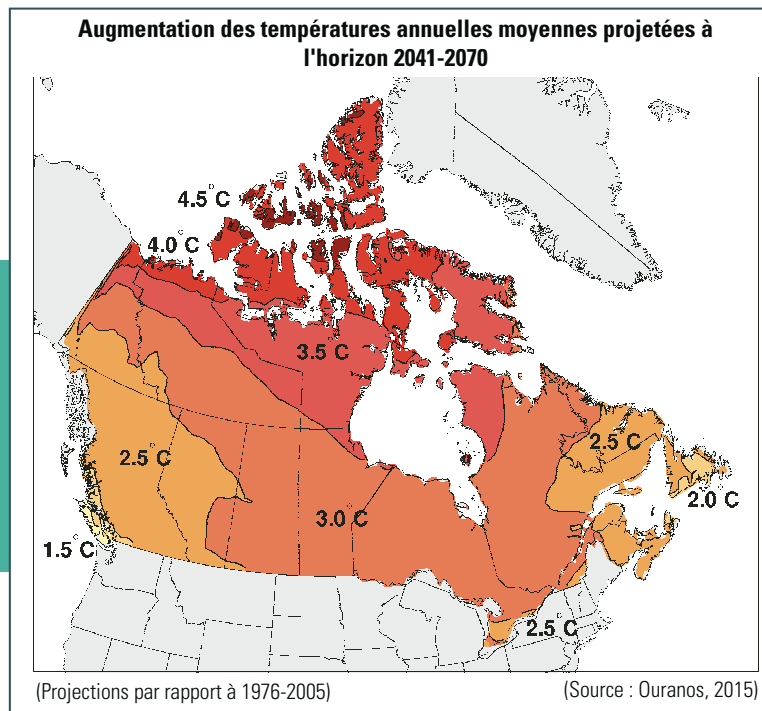 Augmentation des températures annuelles moyennes projetées à
l'horizon 2041-2070
4.5°C
4.0°C
3.5°C
2.5°C
2.5°C
2.0°C
3.0°C
1.5°C
2.5°C
(Projections par rapport à 1976-2005)
(Source : Ouranos, 2015)